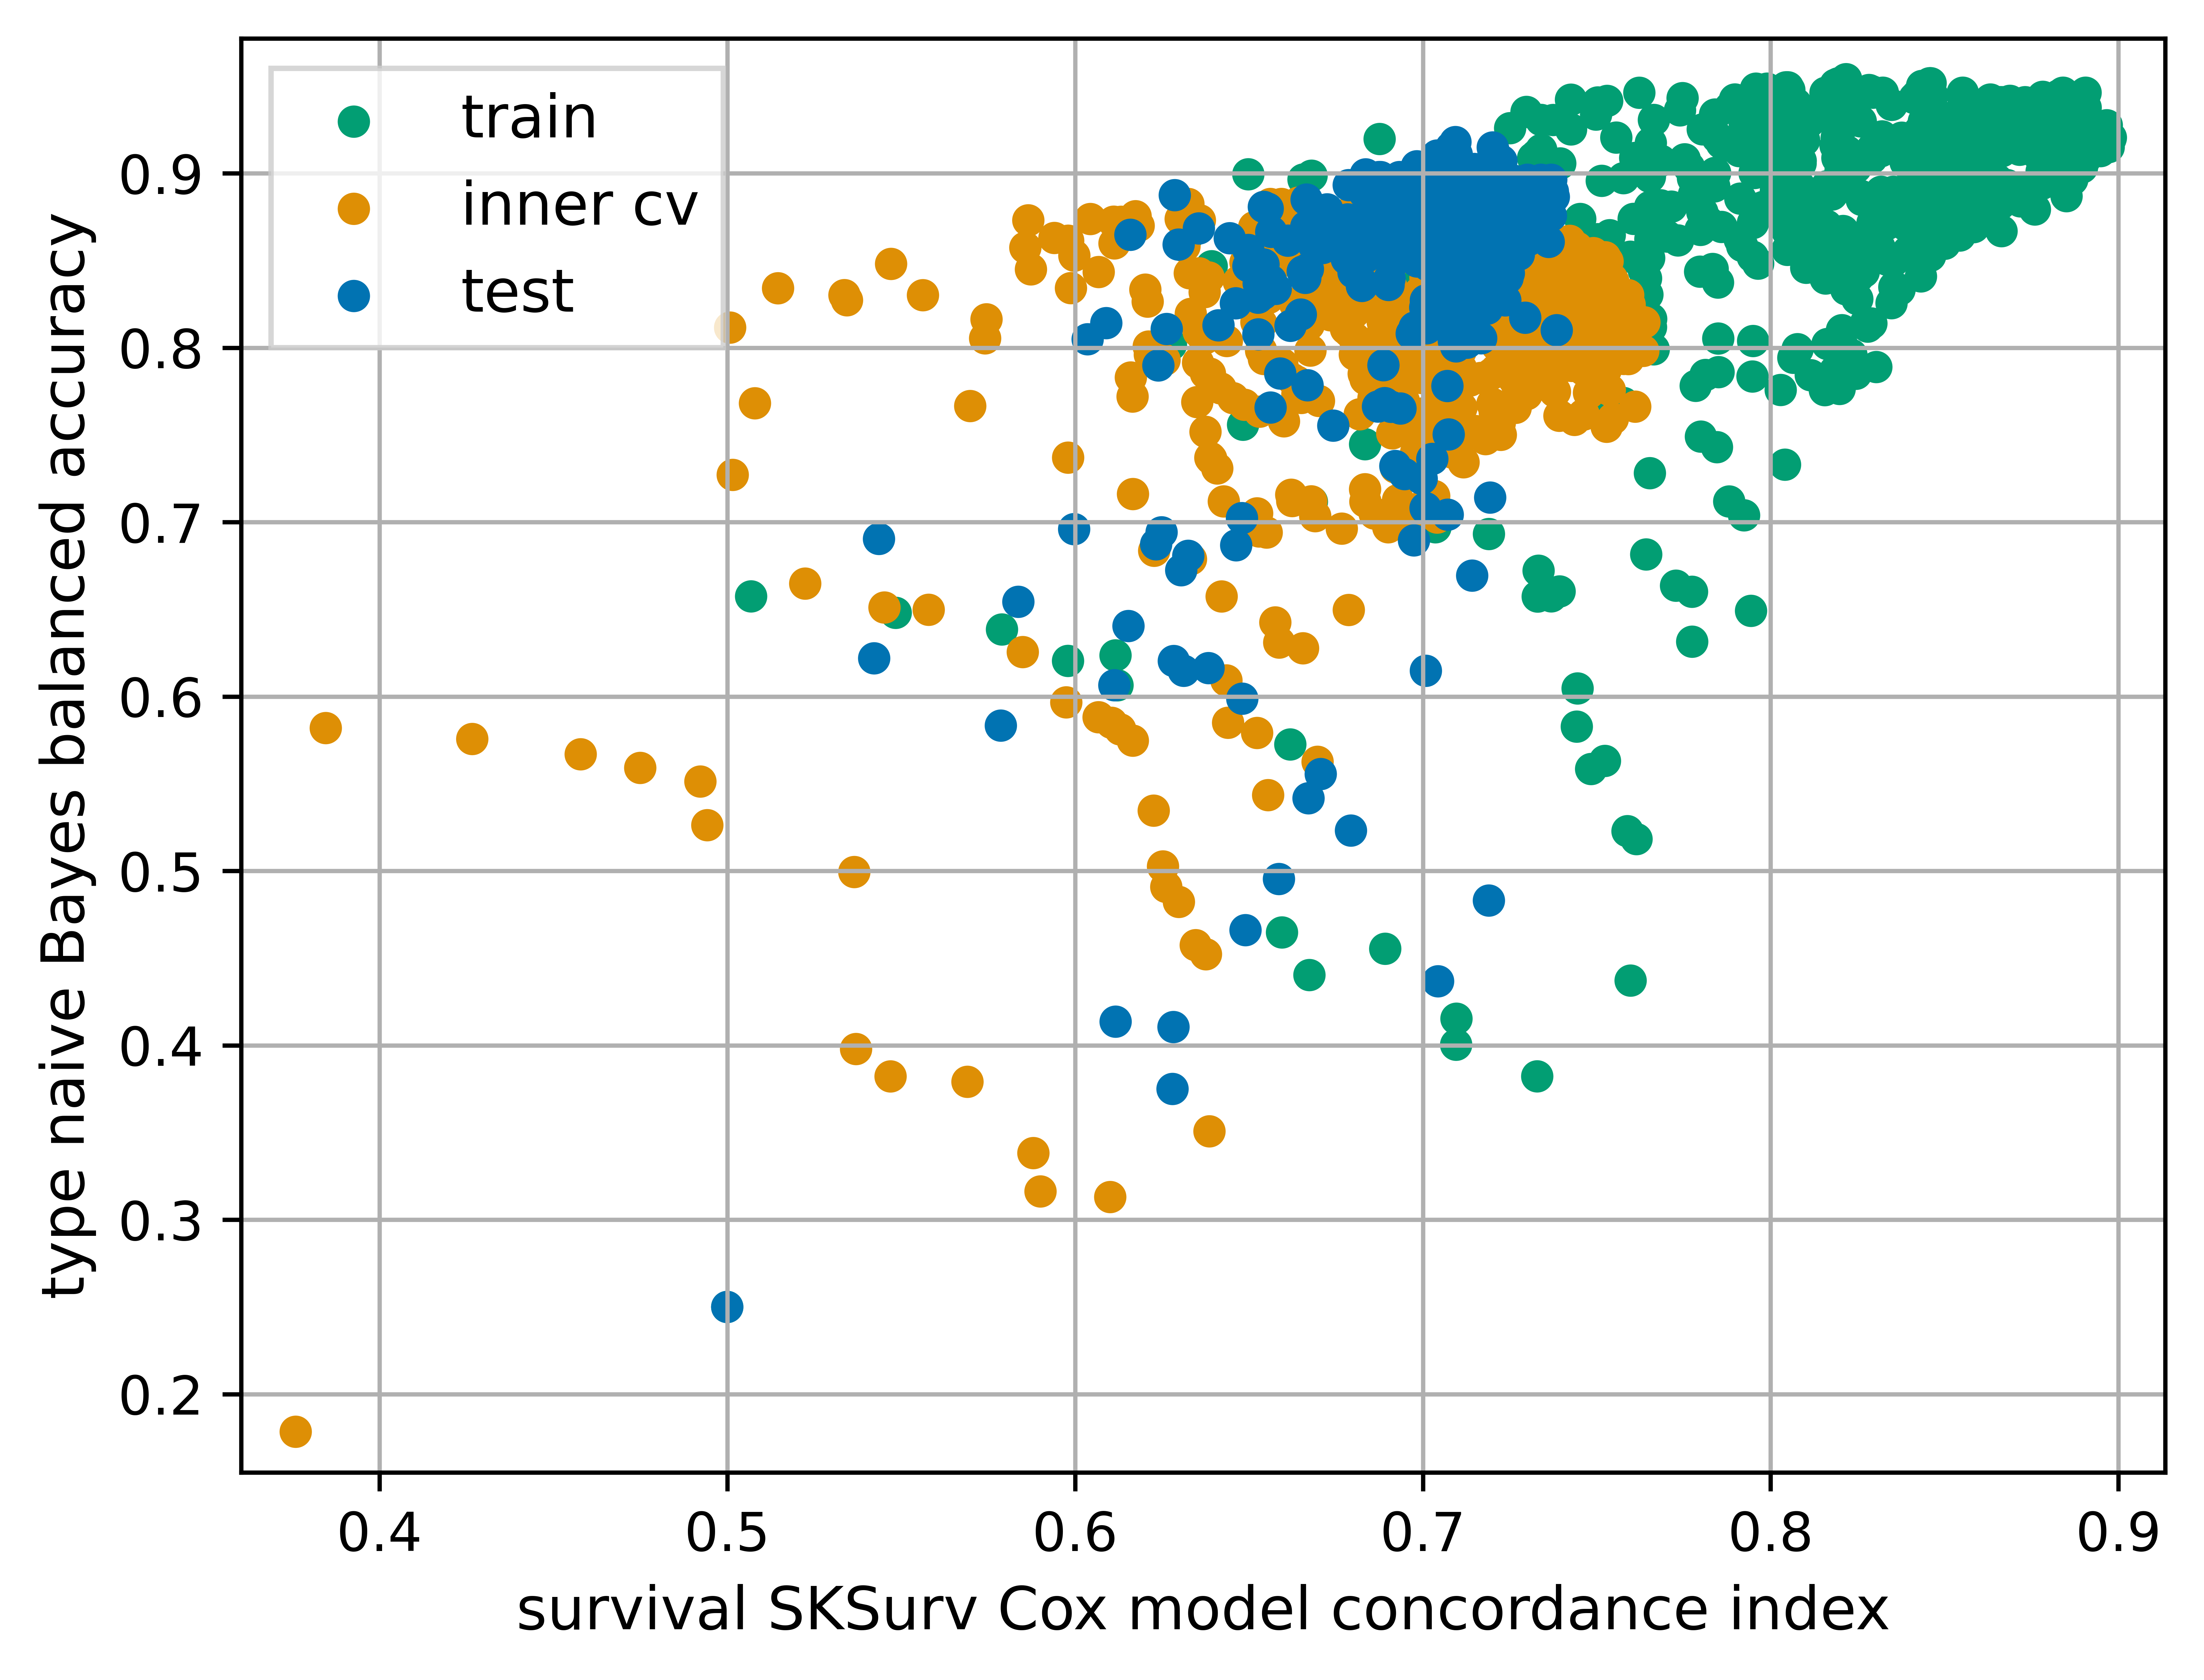 train
inner cv
test
0.9
0.8
0.7
0.6
0.5
0.4
0.3
0.2
type naive Bayes balanced accuracy
0.4 0.5 0.6 0.7 0.8 0.9
survival SKSurv Cox model concordance index